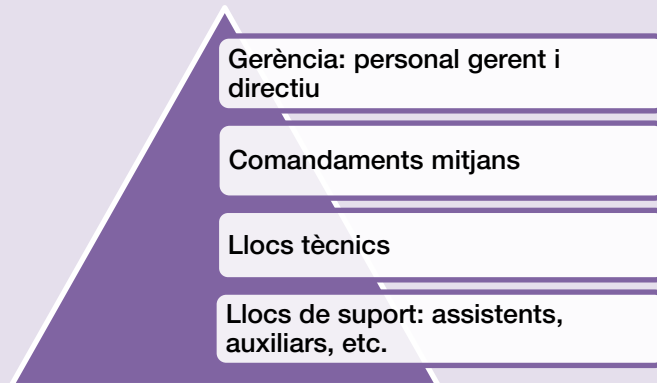 Gerència: personal gerent i
directiu
Comandaments mitjans
Llocs tècnics
Llocs de suport: assistents,
auxiliars, etc.